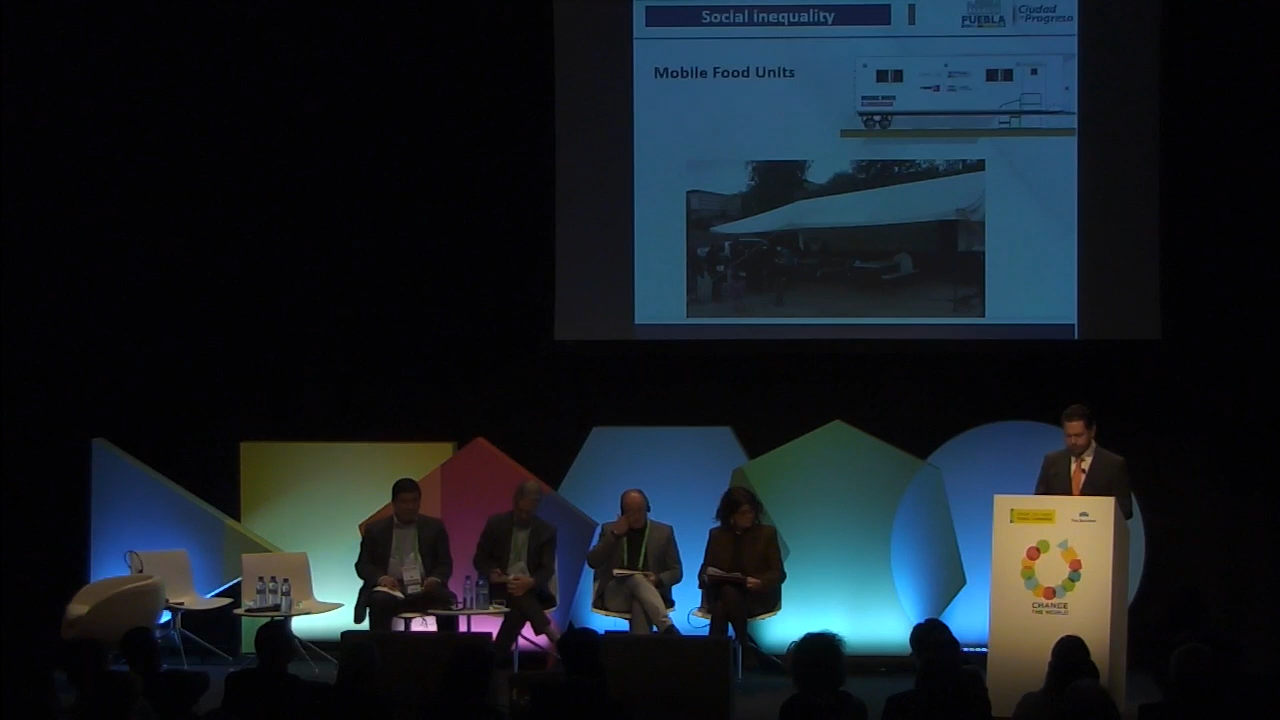 Social Inequality
PUEBLA
Ciudad
de Progreso
Mobile Food Units
CHANGE
THE WORLD